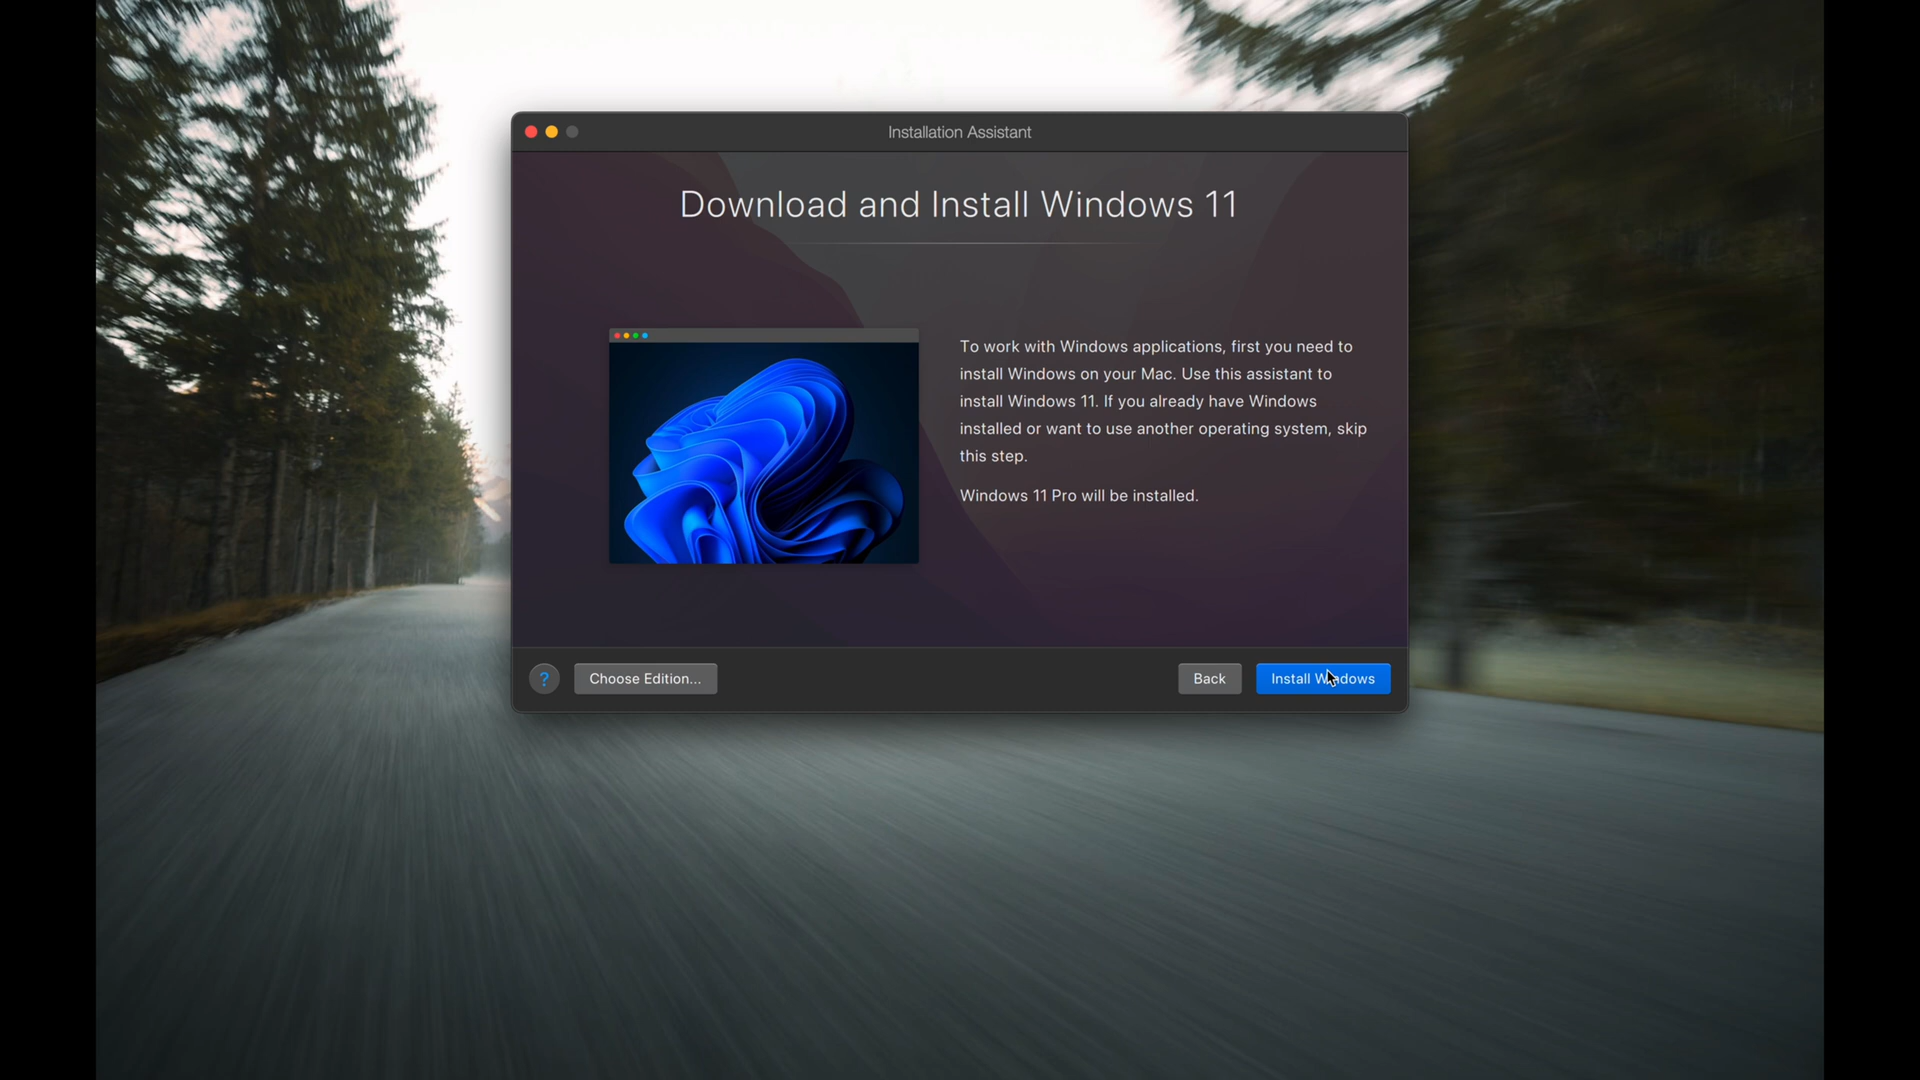 Installation Assistant
Download and Install Windows 11
To work with Windows applications, first you need to
install Windows on your Mac. Use this assistant to
install Windows 11. If you already have Windows
installed or want to use another operating system, skip
this step.
Windows 11 Pro will be installed.
?
Choose Edition...
Back
Install Windows